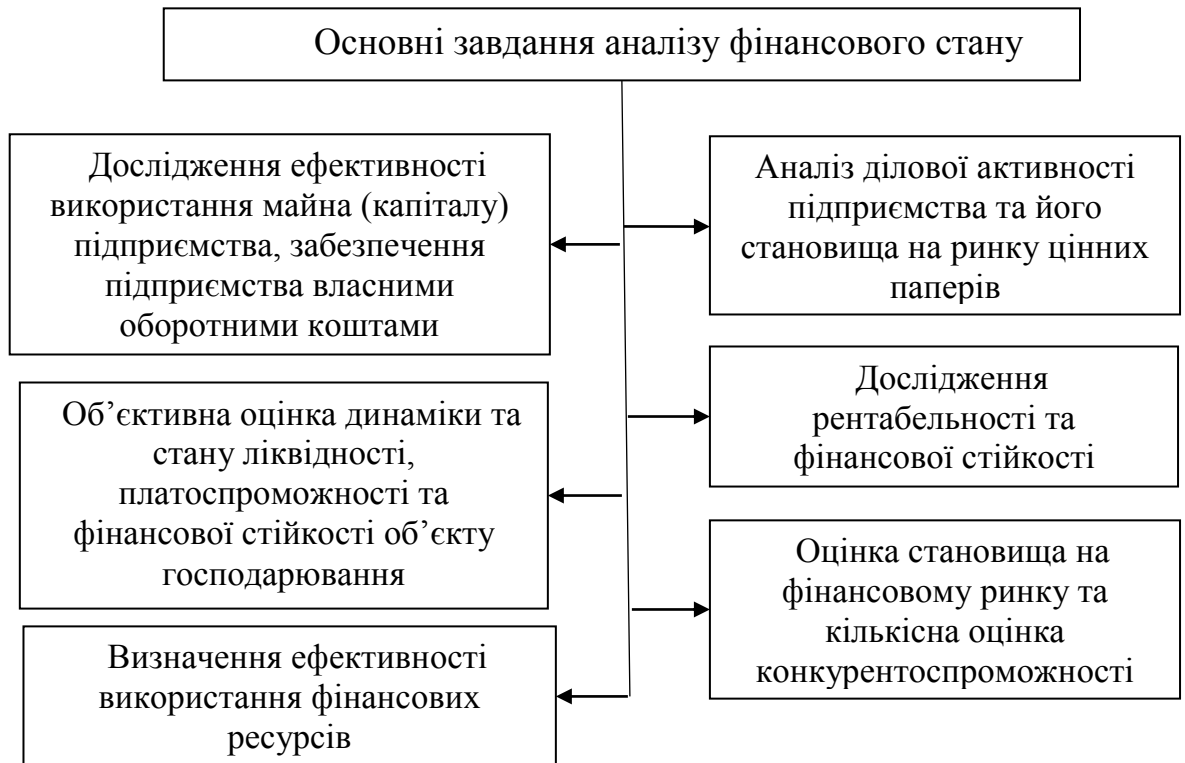 Основні завдання аналізу фінансового стану
Дослідження ефективності
використання майна (капіталу)
підприємства, забезпечення
підприємства власними
оборотними коштами
Об’єктивна оцінка динаміки та
стану ліквідності,
платоспроможності та
фінансової стійкості об’єкту
господарювання
Визначення ефективності
використання фінансових
ресурсів
Аналіз ділової активності
підприємства та його
становища на ринку цінних
паперів
Дослідження
рентабельності та
фінансової стійкості
Оцінка становища на
фінансовому ринку та
кількісна оцінка
конкурентоспроможності